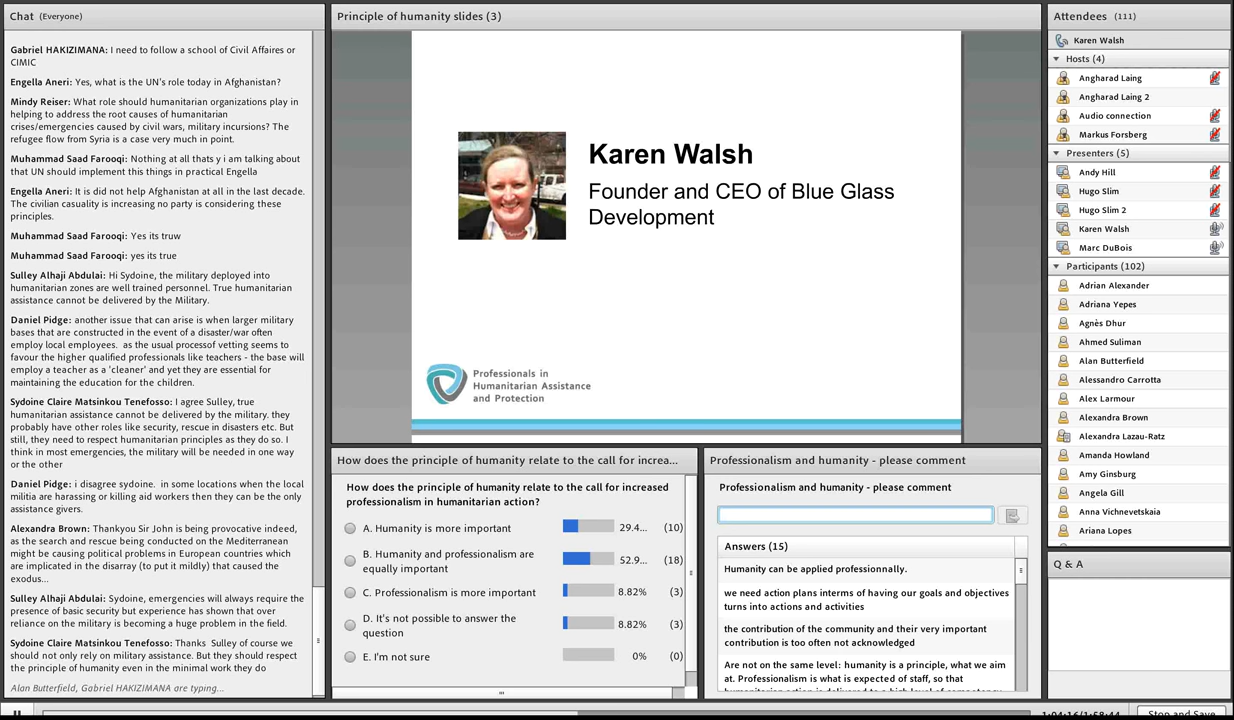 Chat (Everyone)
Gabriel HAKIZIMANA: I need to follow a school of Civil Affaires or
CIMIC
Engella Aneri: Yes, what is the UN's role today in Afghanistan?
Mindy Reiser: What role should humanitarian organizations play in
helping to address the root causes of humanitarian
crises/emergencies caused by civil wars, military incursions? The
refugee flow from Syria is a case very much in point.
Muhammad Saad Farooqi: Nothing at all thats y i am talking about
that UN should implement this things in practical Engella
Engella Aneri: It is did not help Afghanistan at all in the last decade.
The civilian casuality is increasing no party is considering these
principles.
Muhammad Saad Farooqi: Yes its truw
Muhammad Saad Farooqi: yes its true
Sulley Alhaji Abdulai: Hi Sydoine, the military deployed into
humanitarian zones are well trained personnel. True humanitarian
assistance cannot be delivered by the Military.
Daniel Pidge: another issue that can arise is when larger military
bases that are constructed in the event of a disaster/war often
employ local employees. as the usual processof vetting seems to
favour the higher qualified professionals like teachers - the base will
employ a teacher as a 'cleaner' and yet they are essential for
maintaining the education for the children.
Sydoine Claire Matsinkou Tenefosso: I agree Sulley, true
humanitarian assistance cannot be delivered by the military. they
probably have other roles like security, rescue in disasters etc. But
still, they need to respect humanitarian principles as they do so. I
think in most emergencies, the military will be needed in one way
or the other
Daniel Pidge: i disagree sydoine. in some locations when the local
militia are harassing or killing aid workers then they can be the only
assistance givers.
Alexandra Brown: Thankyou Sir John is being provocative indeed,
as the search and rescue being conducted on the Mediterranean
might be causing political problems in European countries which
are implicated in the disarray (to put it mildly) that caused the
exodus...
Sulley Alhaji Abdulai: Sydoine, emergencies will always require the
presence of basic security but experience has shown that over
reliance on the military is becoming a huge problem in the field.
Sydoine Claire Matsinkou Tenefosso: Thanks Sulley of course we
should not only rely on military assistance. But they should respect
the principle of humanity even in the minimal work they do
Alan Butterfield, Gabriel HAKIZIMANA are typing...
Principle of humanity slides (3)
Karen Walsh
Founder and CEO of Blue Glass
Development
Professionals in
Humanitarian Assistance
and Protection
How does the principle of humanity relate to the call for increa...
How does the principle of humanity relate to the call for increased
professionalism in humanitarian action?
A. Humanity is more important 29.4... (10)
B. Humanity and professionalism are
equally important 52.9... (18)
C. Professionalism is more important 8.82% (3)
D. It's not possible to answer the
question 8.82% (3)
E. I'm not sure 0% (0)
Professionalism and humanity - please comment
Professionalism and humanity - please comment
Answers (15)
Humanity can be applied professionnally.
we need action plans interms of having our goals and objectives
turns into actions and activities
the contribution of the community and their very important
contribution is too often not acknowledged
Are not on the same level: humanity is a principle, what we aim
at. Professionalism is what is expected of staff, so that
humanitarian action is delivered to a high level of competency
Attendees (111)
Karen Walsh
Hosts (4)
Angharad Laing
Angharad Laing 2
Audio connection
Markus Forsberg
Presenters (5)
Andy Hill
Hugo Slim
Hugo Slim 2
Karen Walsh
Marc DuBois
Participants (102)
Adrian Alexander
Adriana Yepes
Agnès Dhur
Ahmed Suliman
Alan Butterfield
Alessandro Carrotta
Alex Larmour
Alexandra Brown
Alexandra Lazau-Ratz
Amanda Howland
Amy Ginsburg
Angela Gill
Anna Vichnevetskaia
Ariana Lopes
Q & A
1:04:16/1:58:44
Stop and Save